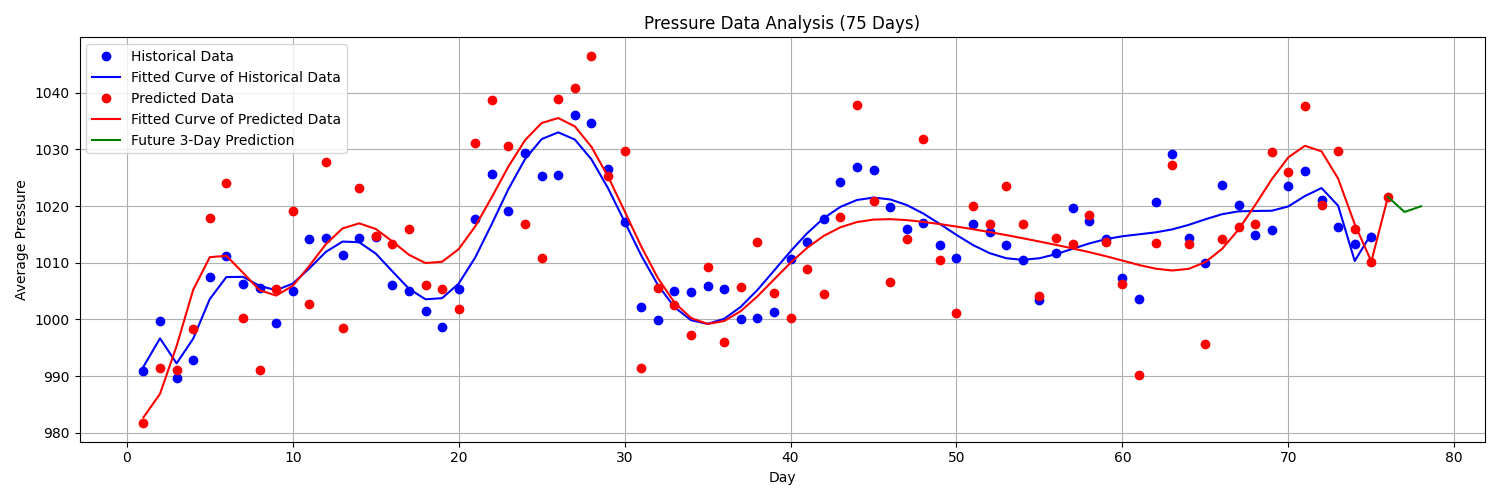 Pressure Data Analysis (75 Days)
Historical Data
Fitted Curve of Historical Data
Predicted Data
Fitted Curve of Predicted Data
Future 3-Day Prediction
Average Pressure
1040
1030
1020
1010
1000
990
980
0 10 20 30 40 50 60 70 80
Day